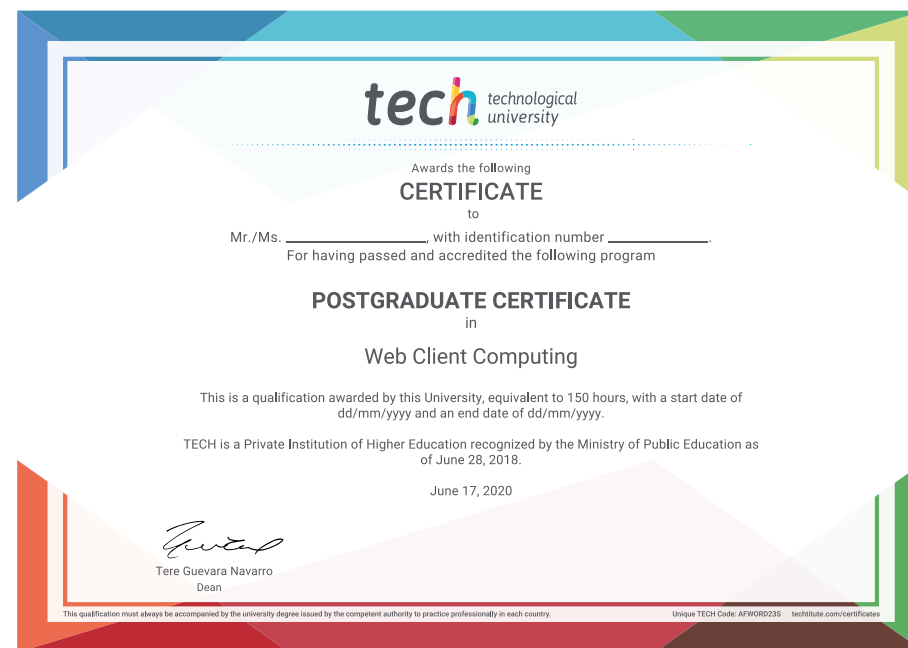 tech technological
university
Awards the following
CERTIFICATE
to
Mr./Ms. ____________, with identification number ____________.
For having passed and accredited the following program
POSTGRADUATE CERTIFICATE
in
Web Client Computing
This is a qualification awarded by this University, equivalent to 150 hours, with a start date of
dd/mm/yyyy and an end date of dd/mm/yyyy.
TECH is a Private Institution of Higher Education recognized by the Ministry of Public Education as
of June 28, 2018.
June 17, 2020
Tere Guevara Navarro
Dean
This qualification must always be accompanied by the university degree issued by the competent authority to practice professionally in each country. Unique TECH Code: AFWORD23S techtitute.com/certificates